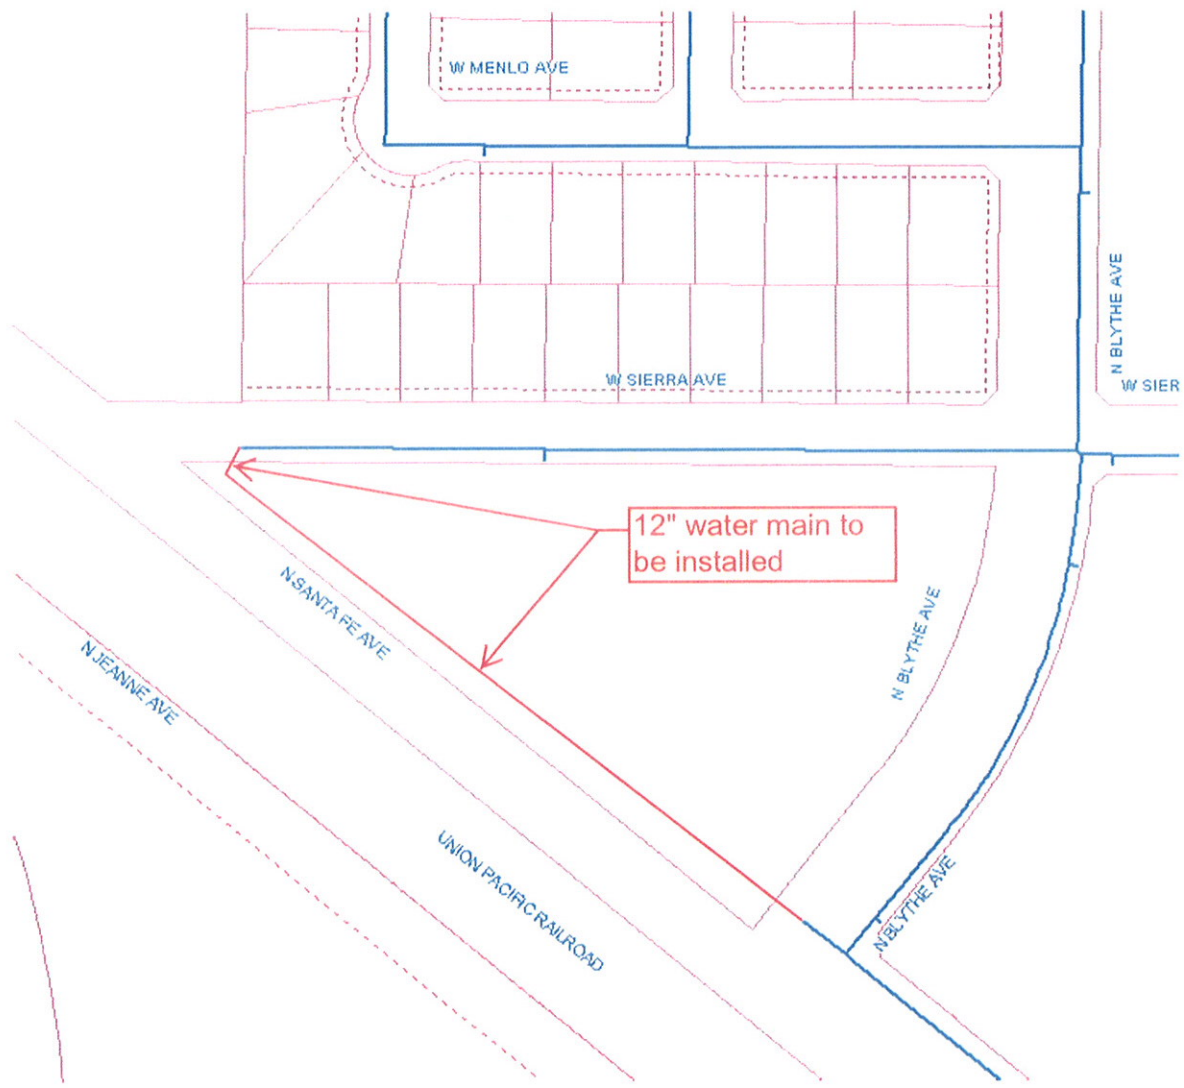 W MENLO AVE
N BLYTHE AVE
W SIERRA AVE
W SIER
12" water main to
be installed
N SANTA FE AVE
N BLYTHE AVE
N JEANNE AVE
UNION PACIFIC RAILROAD
N BLYTHE AVE